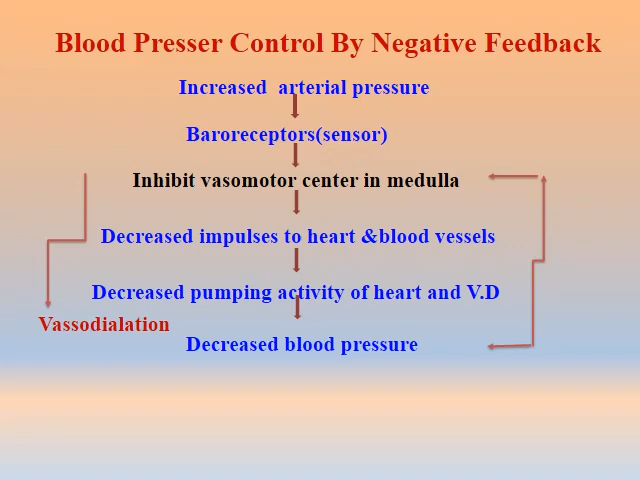 Blood Presser Control By Negative Feedback
Increased arterial pressure
Baroreceptors(sensor)
Inhibit vasomotor center in medulla
Decreased impulses to heart &blood vessels
Decreased pumping activity of heart and V.D
Vassodialation
Decreased blood pressure